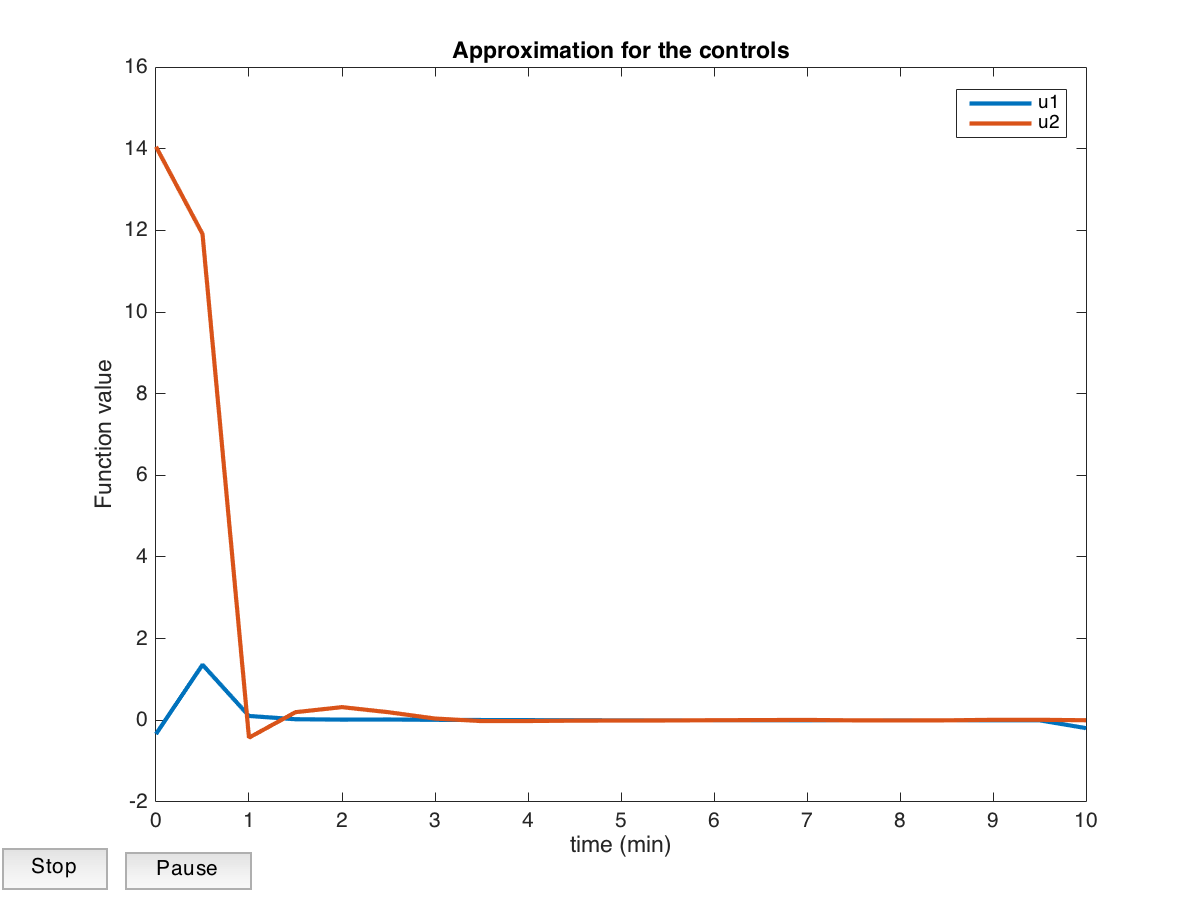 Approximation for the controls
16
14
12
10
8
6
4
2
0
-2
Function value
u1
u2
0 1 2 3 4 5 6 7 8 9 10
time (min)
Stop Pause